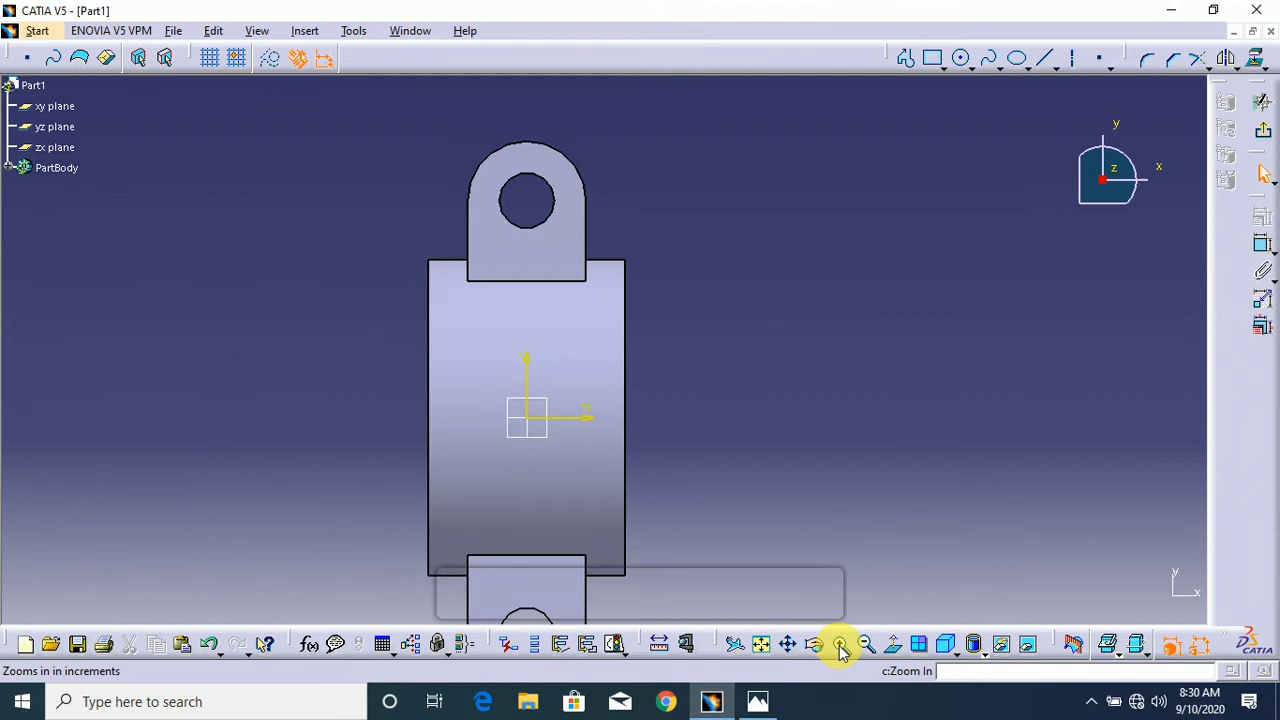 CATIA V5 - [Part1]
Start ENOVIA V5 VPM File Edit View Insert Tools Window Help
Part1
xy plane
yz plane
zx plane
PartBody
y
x
z
y
x
f(x)
CATIA
Zooms in in increments
c:Zoom In
Type here to search
8:30 AM
9/10/2020